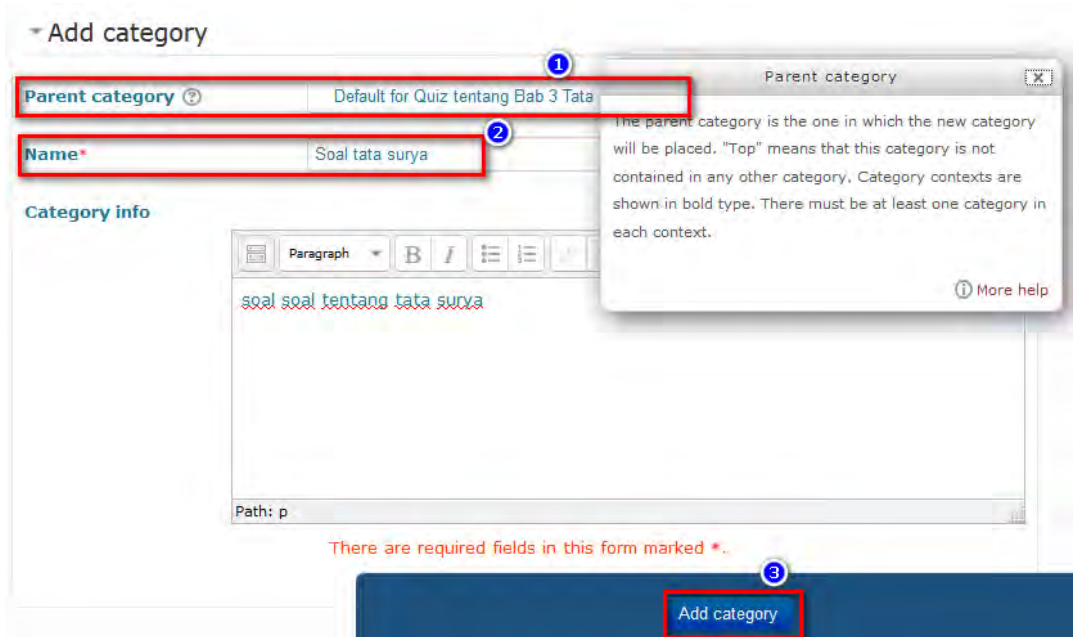 Add category
1
Parent category
Default for Quiz tentang Bab 3 Tata
2
Name*
Soal tata surya
Parent category
X
The parent category is the one in which the new category
will be placed. "Top" means that this category is not
contained in any other category. Category contexts are
shown in bold type. There must be at least one category in
each context.
More help
Category info
Paragraph
B
I
soal soal tentang tata surya
Path: p
There are required fields in this form marked *.
3
Add category